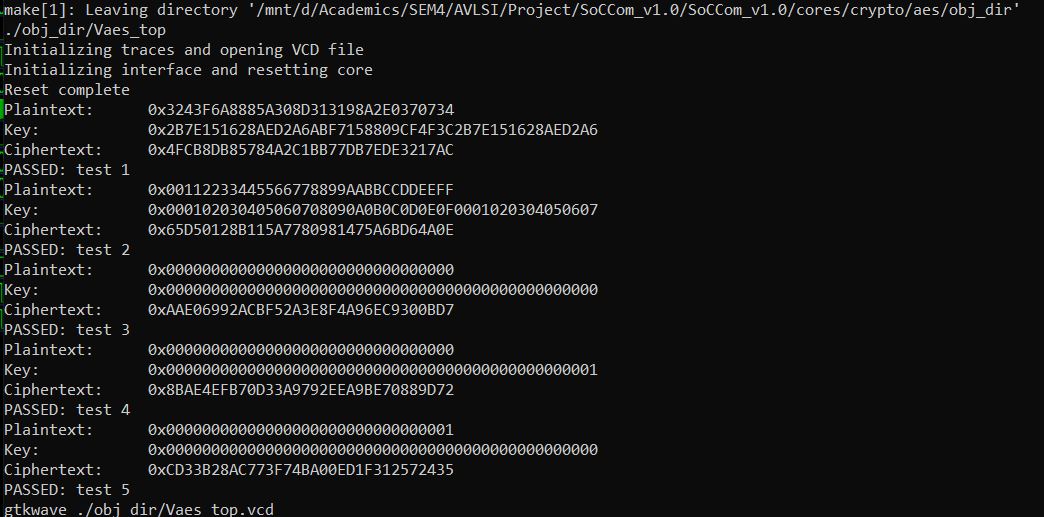 make[1]: Leaving directory '/mnt/d/Academics/SEM4/AVLSI/Project/SoCCom_v1.0/SoCCom_v1.0/cores/crypto/aes/obj_dir'
./obj_dir/Vaes_top
Initializing traces and opening VCD file
Initializing interface and resetting core
Reset complete
Plaintext:      0x3243F6A8885A308D313198A2E0370734
Key:            0x2B7E151628AED2A6ABF7158809CF4F3C2B7E151628AED2A6
Ciphertext:     0x4FCB8DB85784A2C1BB77DB7EDE3217AC
PASSED: test 1
Plaintext:      0x00112233445566778899AABBCCDDEEFF
Key:            0x000102030405060708090A0B0C0D0E0F0001020304050607
Ciphertext:     0x65D50128B115A7780981475A6BD64A0E
PASSED: test 2
Plaintext:      0x00000000000000000000000000000000
Key:            0x000000000000000000000000000000000000000000000000
Ciphertext:     0xAAE06992ACBF52A3E8F4A96EC9300BD7
PASSED: test 3
Plaintext:      0x00000000000000000000000000000000
Key:            0x000000000000000000000000000000000000000000000001
Ciphertext:     0x8BAE4EFB70D33A9792EEA9BE70889D72
PASSED: test 4
Plaintext:      0x00000000000000000000000000000001
Key:            0x000000000000000000000000000000000000000000000000
Ciphertext:     0xCD33B28AC773F74BA00ED1F312572435
PASSED: test 5
gtkwave ./obj_dir/Vaes_top.vcd